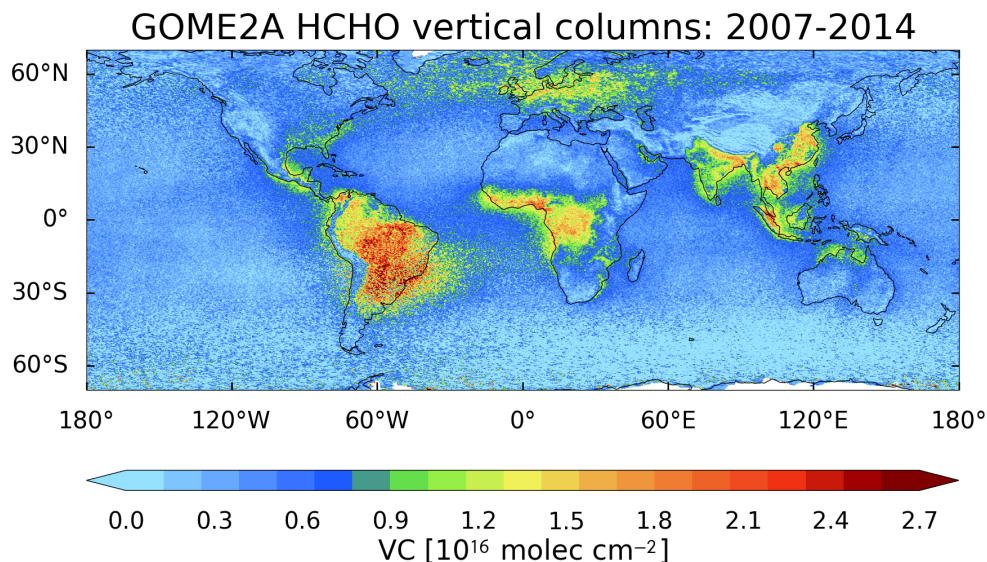 GOME2A HCHO vertical columns: 2007-2014
60°N
30°N
0°
30°S
60°S
180° 120°W 60°W 0° 60°E 120°E 180°
0.0 0.3 0.6 0.9 1.2 1.5 1.8 2.1 2.4 2.7
VC [10¹⁶ molec cm⁻²]